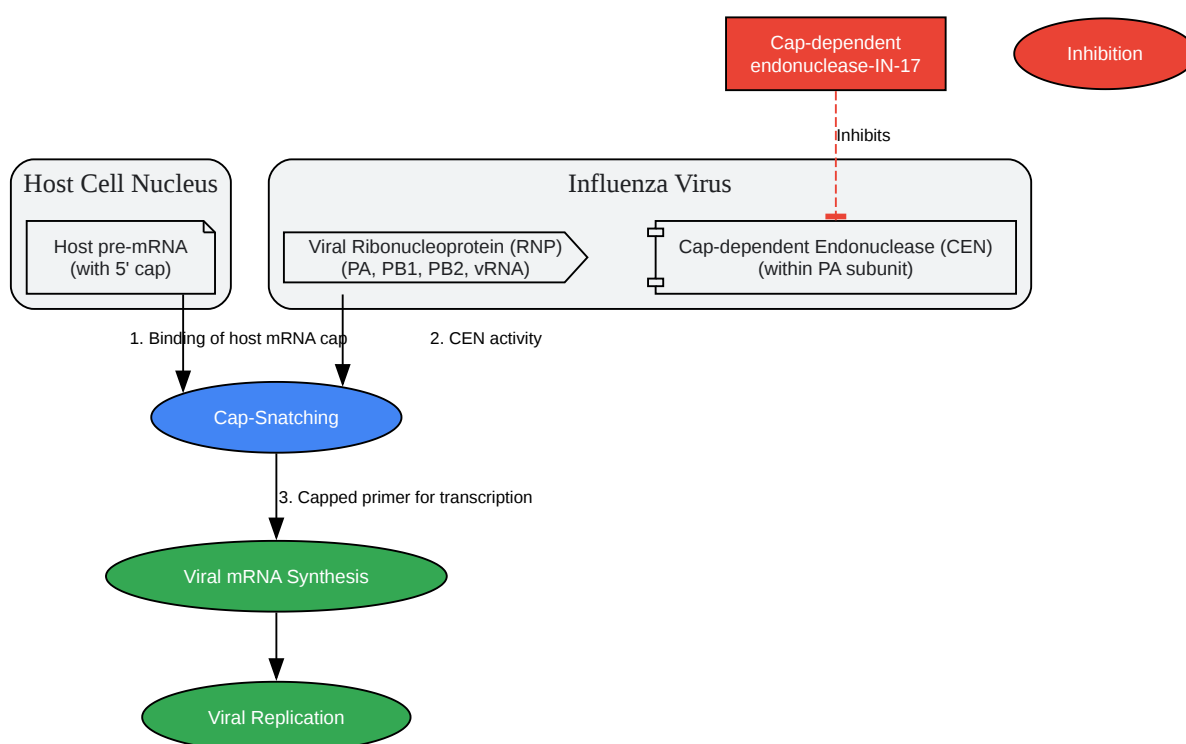 Cap-dependent
endonuclease-IN-17
Inhibition
Inhibits
Host Cell Nucleus
Influenza Virus
Host pre-mRNA
(with 5' cap)
Viral Ribonucleoprotein (RNP)
(PA, PB1, PB2, vRNA)
Cap-dependent Endonuclease (CEN)
(within PA subunit)
1. Binding of host mRNA cap
2. CEN activity
Cap-Snatching
3. Capped primer for transcription
Viral mRNA Synthesis
Viral Replication